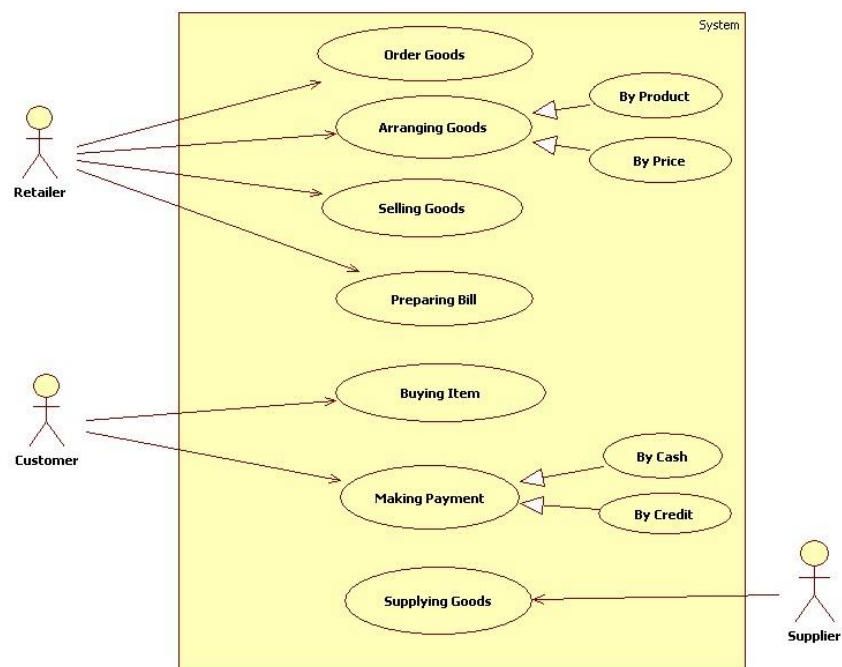 System
Order Goods
By Product
Arranging Goods
By Price
Retailer
Selling Goods
Preparing Bill
Buying Item
Customer
By Cash
Making Payment
By Credit
Supplying Goods
Supplier